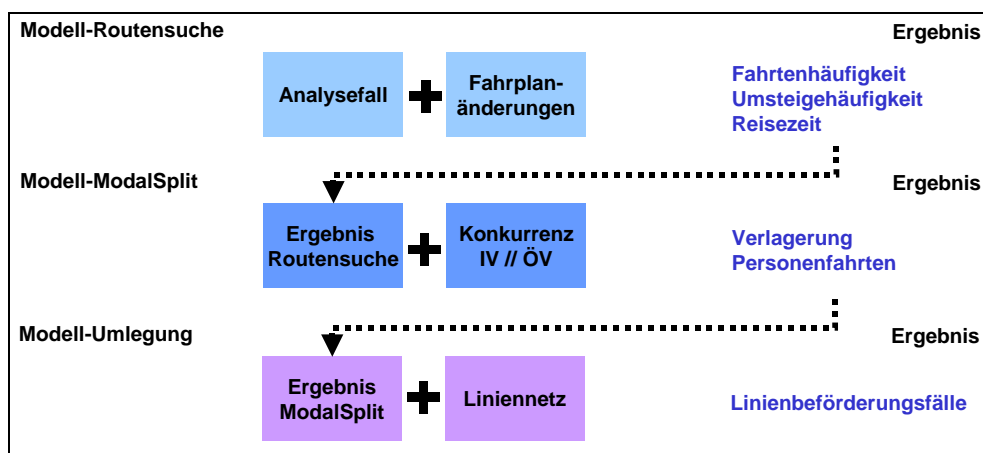 Modell-Routensuche
Ergebnis
Analysefall
Fahrplan-
änderungen
Fahrtenhäufigkeit
Umsteigehäufigkeit
Reisezeit
Modell-ModalSplit
Ergebnis
Ergebnis
Routensuche
Konkurrenz
IV // ÖV
Verlagerung
Personenfahrten
Modell-Umlegung
Ergebnis
Ergebnis
ModalSplit
Liniennetz
Linienbeförderungsfälle